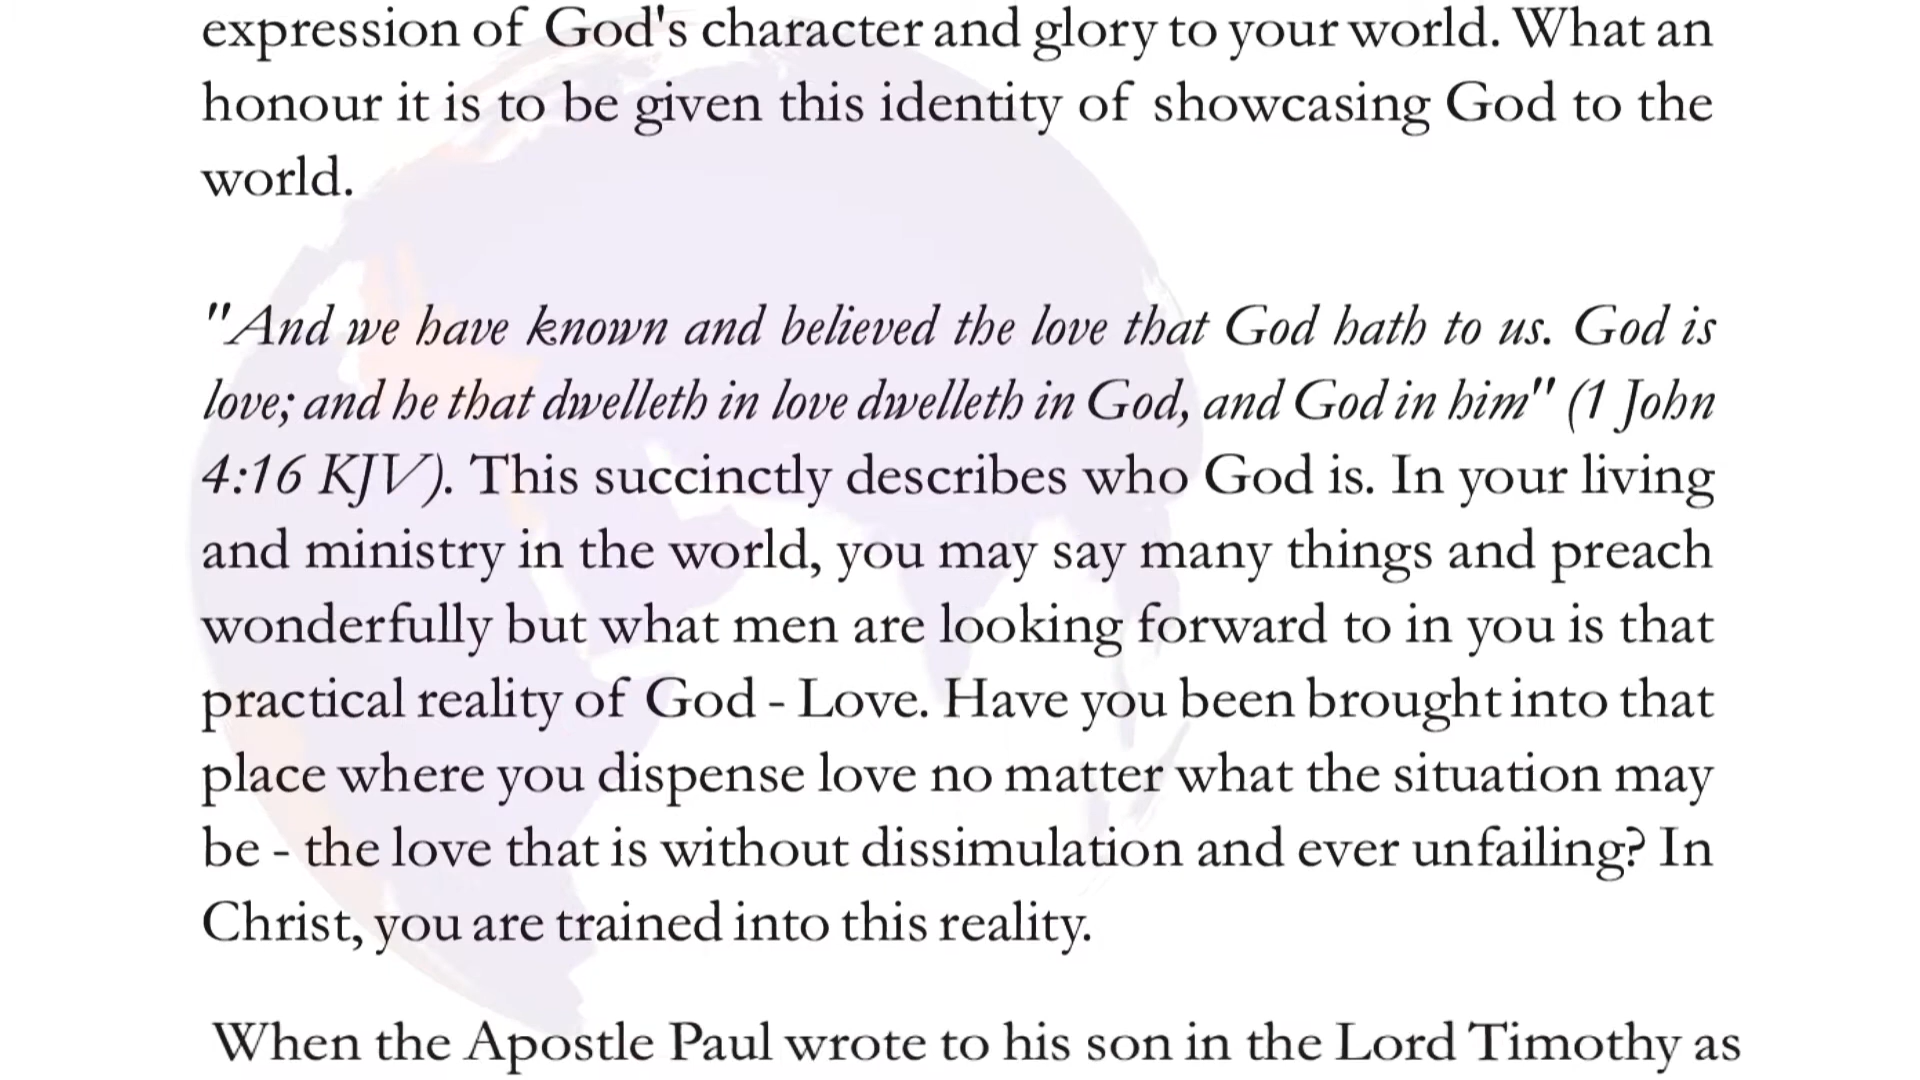 expression of God's character and glory to your world. What an
honour it is to be given this identity of showcasing God to the
world.
"And we have known and believed the love that God hath to us. God is
love; and he that dwelleth in love dwelleth in God, and God in him" (1 John
4:16 KJV). This succinctly describes who God is. In your living
and ministry in the world, you may say many things and preach
wonderfully but what men are looking forward to in you is that
practical reality of God - Love. Have you been brought into that
place where you dispense love no matter what the situation may
be - the love that is without dissimulation and ever unfailing? In
Christ, you are trained into this reality.
When the Apostle Paul wrote to his son in the Lord Timothy as